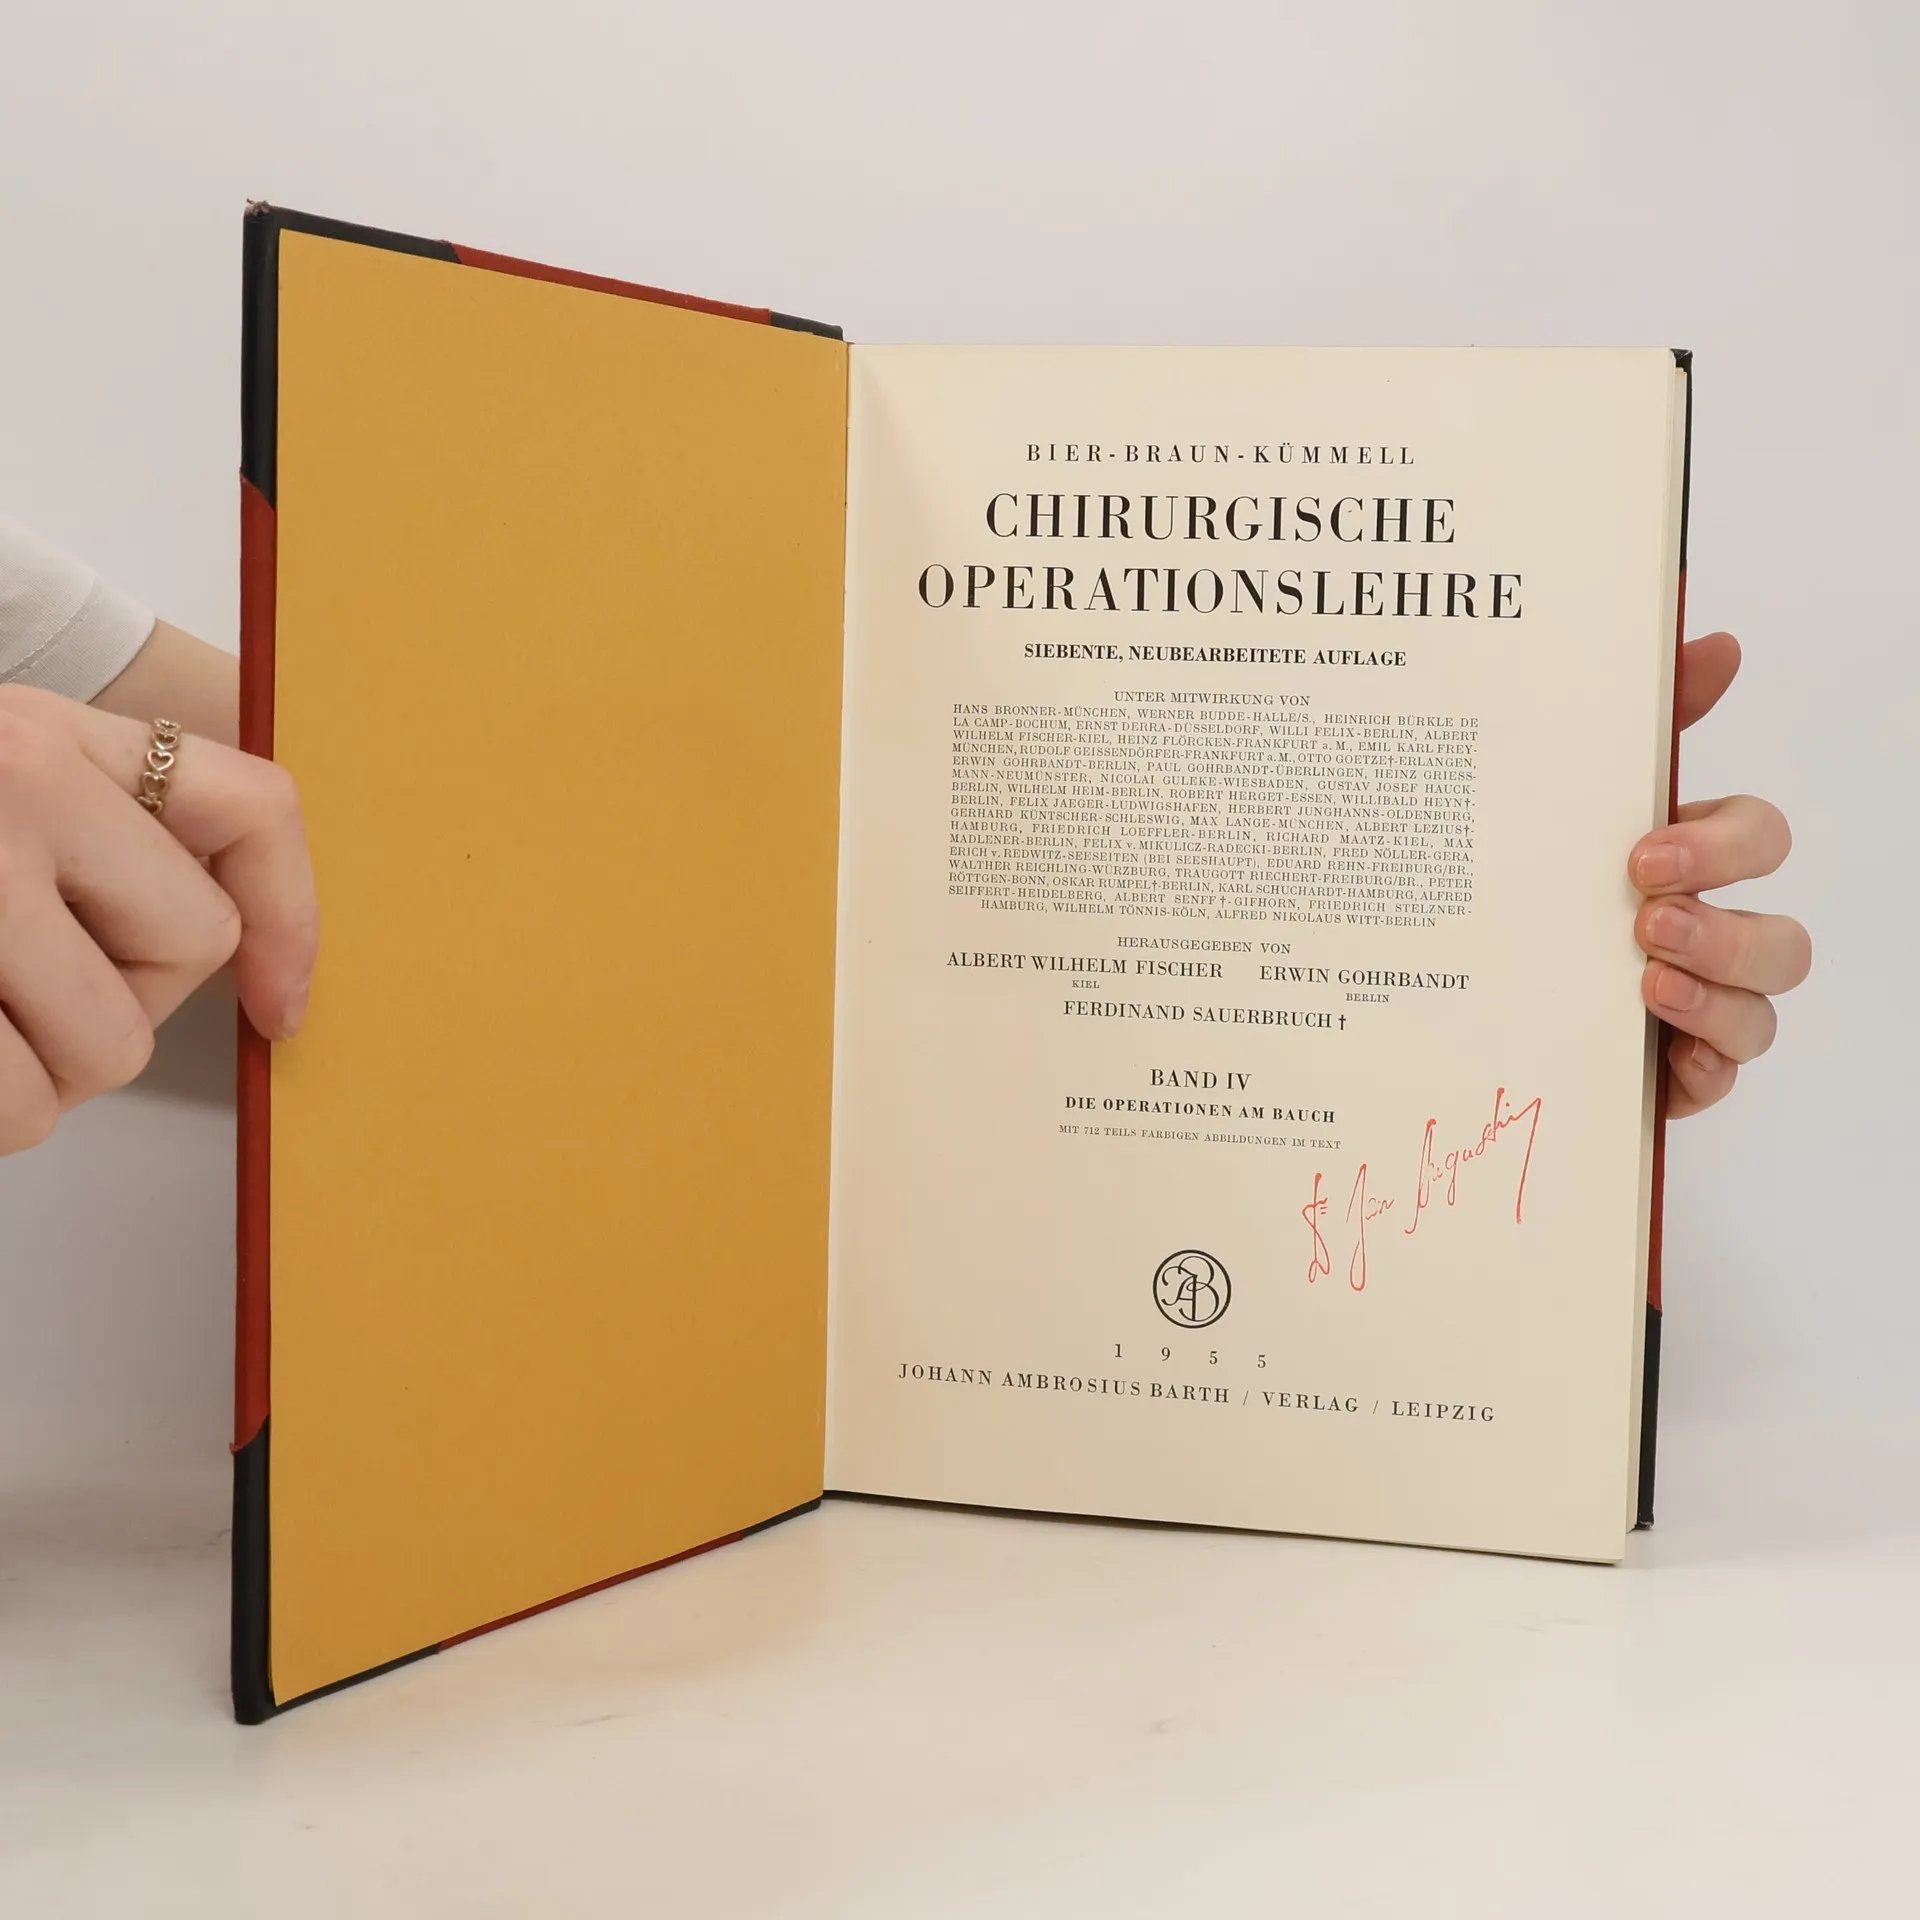 BIER-BRAUN-KÜMMELL
CHIRURGISCHE
OPERATIONSLEHRE
SIEBENTE, NEUBEARBEITETE AUFLAGE
UNTER MITWIRKUNG VON
HANS BRONNER-MÜNCHEN, WERNER BUDDE-HALLE/S., HEINRICH BÜRKLE DE
LA CAMP-BOCHUM, ERNST DERRA-DÜSSELDORF, WILLI FELIX-BERLIN, ALBERT
WILHELM FISCHER-KIEL, HEINZ FLÖRCKEN-FRANKFURT a. M., EMIL KARL FREY-
MÜNCHEN, RUDOLF GEISSENDÖRFER-FRANKFURT a. M., OTTO GOETZE†-ERLANGEN,
ERWIN GOHRBANDT-BERLIN, PAUL GOHRBANDT-ÜBERLINGEN, HEINZ GRIESS-
MANN-NEUMÜNSTER, NICOLAI GULEKE-WIESBADEN, GUSTAV JOSEF HAUCK-
BERLIN, WILHELM HEIM-BERLIN, ROBERT HERGET-ESSEN, WILLIBALD HEYN†-
BERLIN, FELIX JAEGER-LUDWIGSHAFEN, HERBERT JUNGHANNS-OLDENBURG,
GERHARD KÜNTSCHER-SCHLESWIG, MAX LANGE-MÜNCHEN, ALBERT LEZIUS†-
HAMBURG, FRIEDRICH LOEFFLER-BERLIN, RICHARD MAATZ-KIEL, MAX
MADLENER-BERLIN, FELIX v. MIKULICZ-RADECKI-BERLIN, FRED NÖLLER-GERA,
ERICH v. REDWITZ-SEESEITEN (BEI SEESHAUPT), EDUARD REHN-FREIBURG/BR.,
WALTHER REICHLING-WÜRZBURG, TRAUGOTT RIECHERT-FREIBURG/BR., PETER
RÖTTGEN-BONN, OSKAR RUMPEL†-BERLIN, KARL SCHUCHARDT-HAMBURG, ALFRED
SEIFFERT-HEIDELBERG, ALBERT SENFF†-GIFHORN, FRIEDRICH STELZNER-
HAMBURG, WILHELM TÖNNIS-KÖLN, ALFRED NIKOLAUS WITT-BERLIN
HERAUSGEGEBEN VON
ALBERT WILHELM FISCHER ERWIN GOHRBANDT
KIEL BERLIN
FERDINAND SAUERBRUCH †
BAND IV
DIE OPERATIONEN AM BAUCH
MIT 712 TEILS FARBIGEN ABBILDUNGEN IM TEXT
1955
JOHANN AMBROSIUS BARTH / VERLAG / LEIPZIG